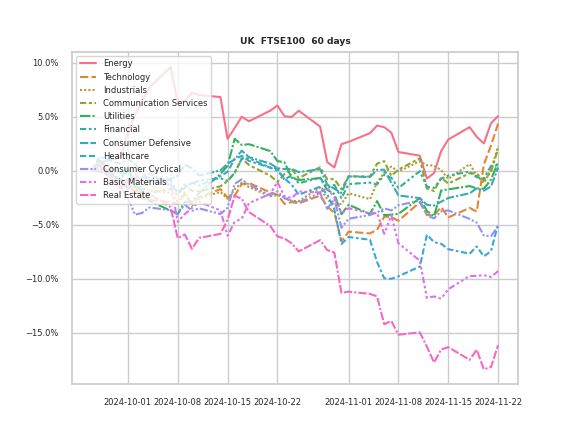 UK  FTSE100  60 days
10.0%
5.0%
0.0%
−5.0%
−10.0%
−15.0%
Energy
Technology
Industrials
Communication Services
Utilities
Financial
Consumer Defensive
Healthcare
Consumer Cyclical
Basic Materials
Real Estate
2024-10-01 2024-10-08 2024-10-15 2024-10-22 2024-11-01 2024-11-08 2024-11-15 2024-11-22